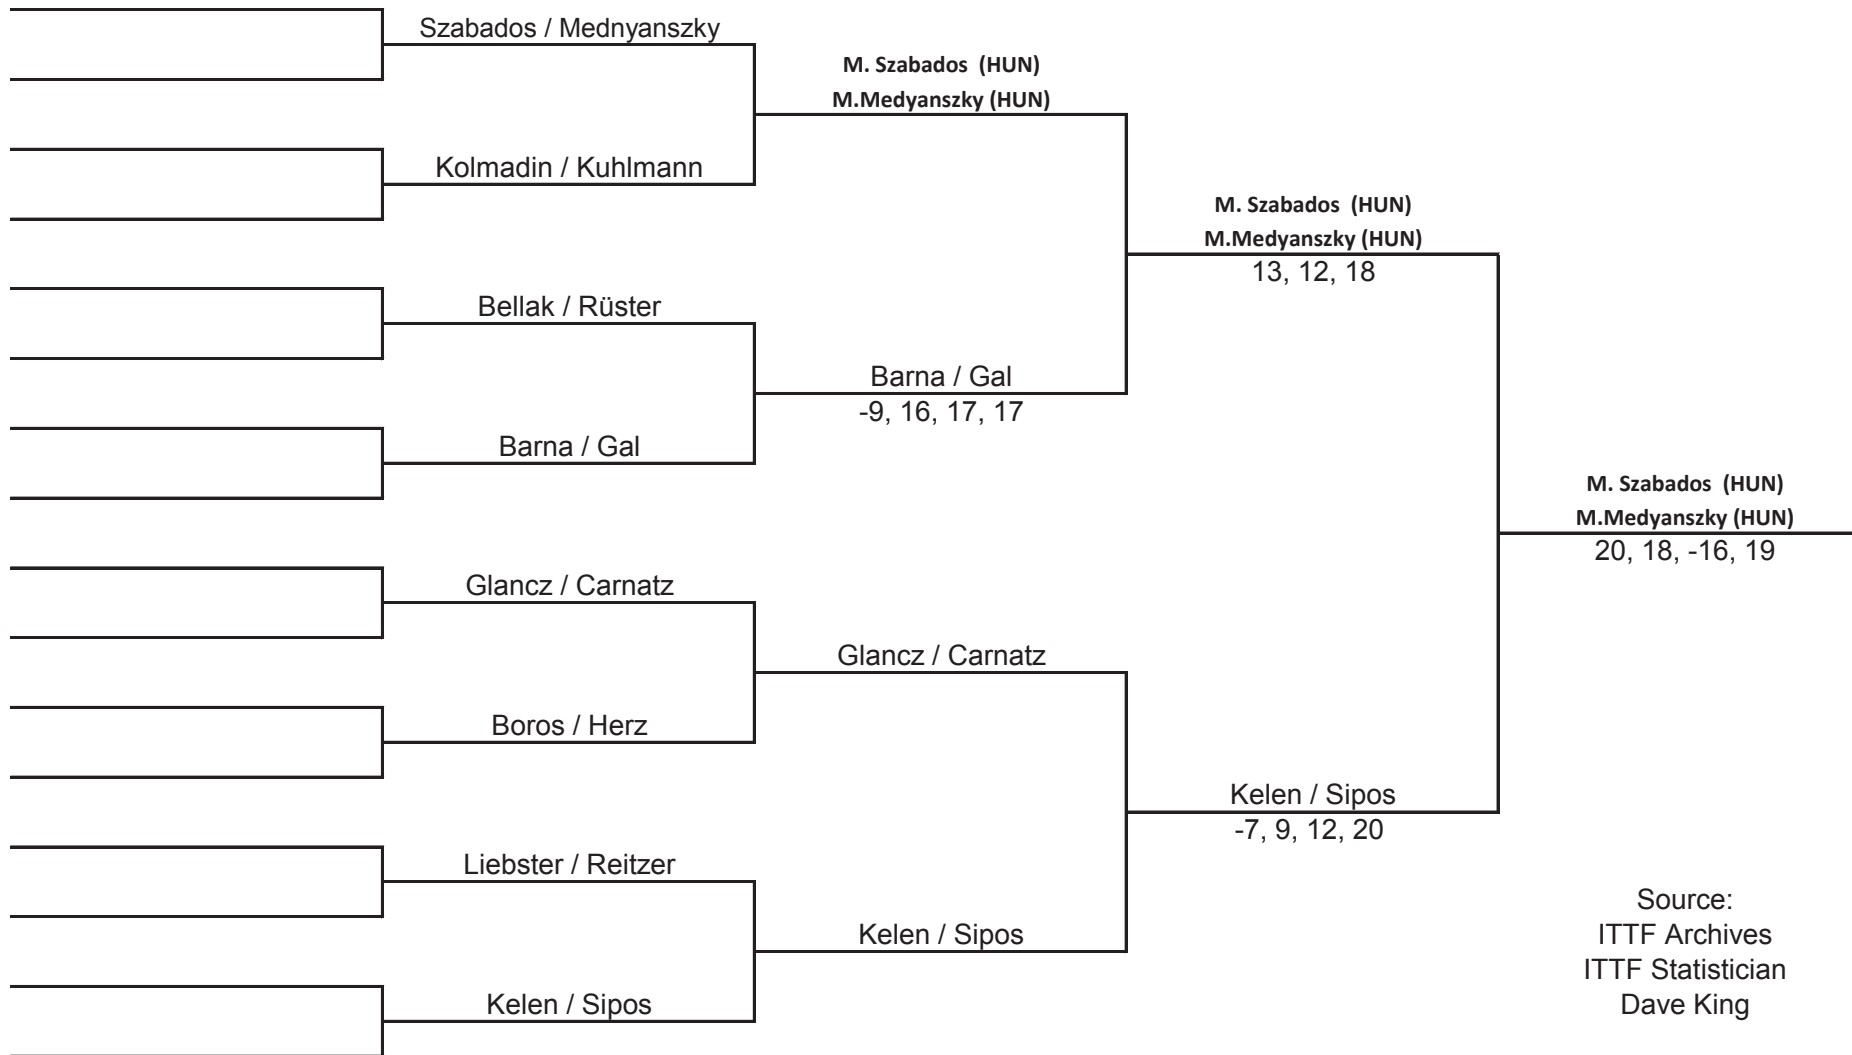 Szabados / Mednyanszky
M. Szabados (HUN)
M.Medyanszky (HUN)
Kolmadin / Kuhlmann
M. Szabados (HUN)
M.Medyanszky (HUN)
13, 12, 18
Bellak / Rüster
Barna / Gal
-9, 16, 17, 17
Barna / Gal
M. Szabados (HUN)
M.Medyanszky (HUN)
20, 18, -16, 19
Glancz / Carnatz
Glancz / Carnatz
Boros / Herz
Kelen / Sipos
-7, 9, 12, 20
Liebster / Reitzer
Kelen / Sipos
Kelen / Sipos
Source:
ITTF Archives
ITTF Statistician
Dave King